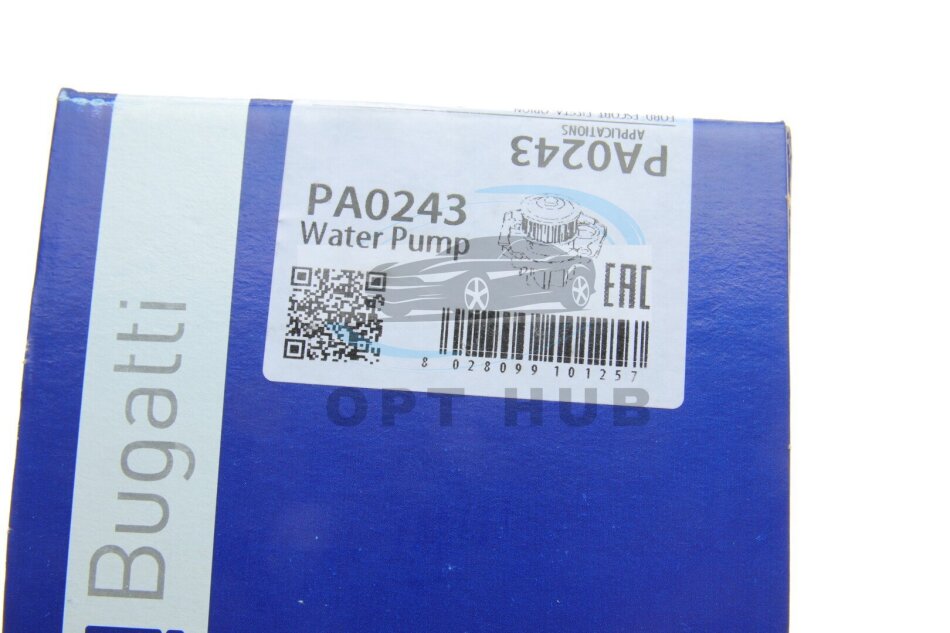 FORD ESCORT FIESTA ORION
APPLICATIONS
PA0243
PA0243
Water Pump
EAC
8 028099 101257
OPT HUB
Bugatti